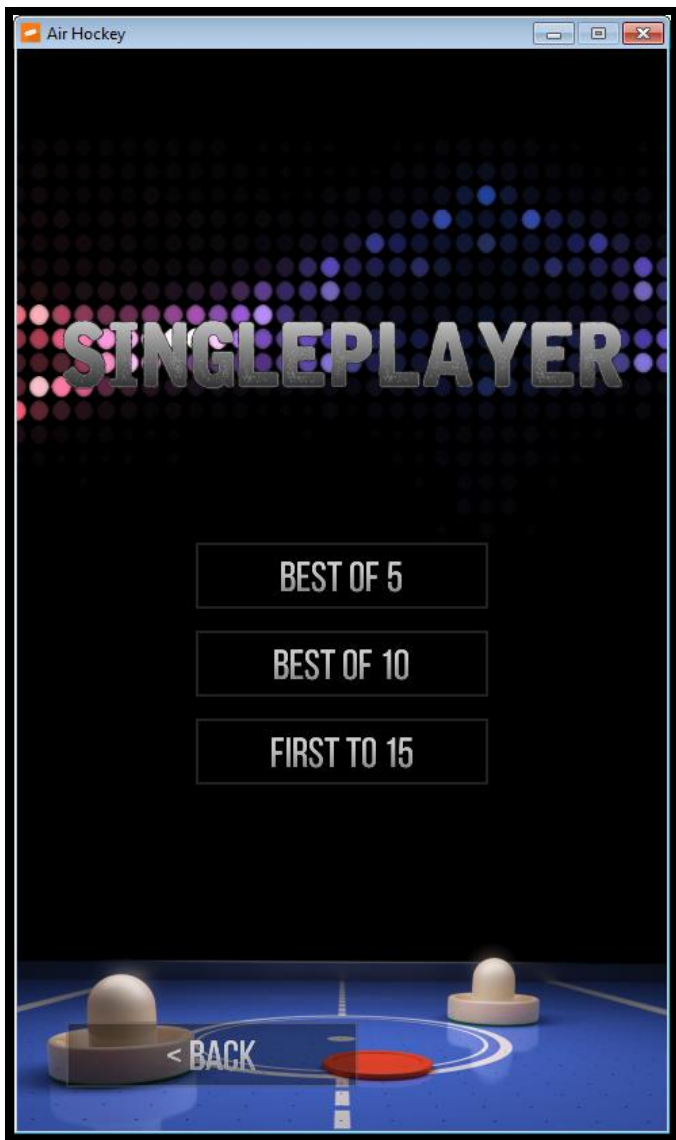 Air Hockey
SINGLEPLAYER
BEST OF 5
BEST OF 10
FIRST TO 15
< BACK